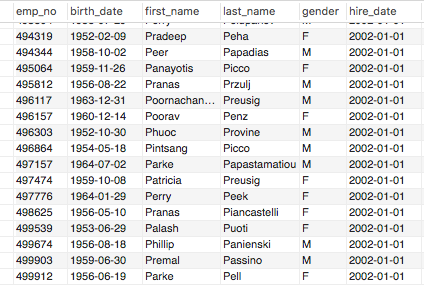 emp_no birth_date first_name last_name gender hire_date
494319 1952-02-09 Pradeep Peha F 2002-01-01
494344 1958-10-02 Peer Papadias M 2002-01-01
495064 1959-11-26 Panayotis Picco F 2002-01-01
495812 1956-08-22 Pranas Przulj M 2002-01-01
496117 1963-12-31 Poornachan... Preusig M 2002-01-01
496157 1960-12-14 Poorav Penz F 2002-01-01
496303 1952-10-30 Phuoc Provine M 2002-01-01
496864 1954-05-18 Pintsang Picco M 2002-01-01
497157 1964-07-02 Parke Papastamatiou M 2002-01-01
497474 1959-10-08 Patricia Preusig F 2002-01-01
497776 1964-01-29 Perry Peek F 2002-01-01
498625 1956-05-10 Pranas Piancastelli F 2002-01-01
499539 1953-06-29 Palash Puoti F 2002-01-01
499674 1956-08-18 Phillip Panienski M 2002-01-01
499903 1959-06-30 Premal Passino M 2002-01-01
499912 1956-06-19 Parke Pell F 2002-01-01